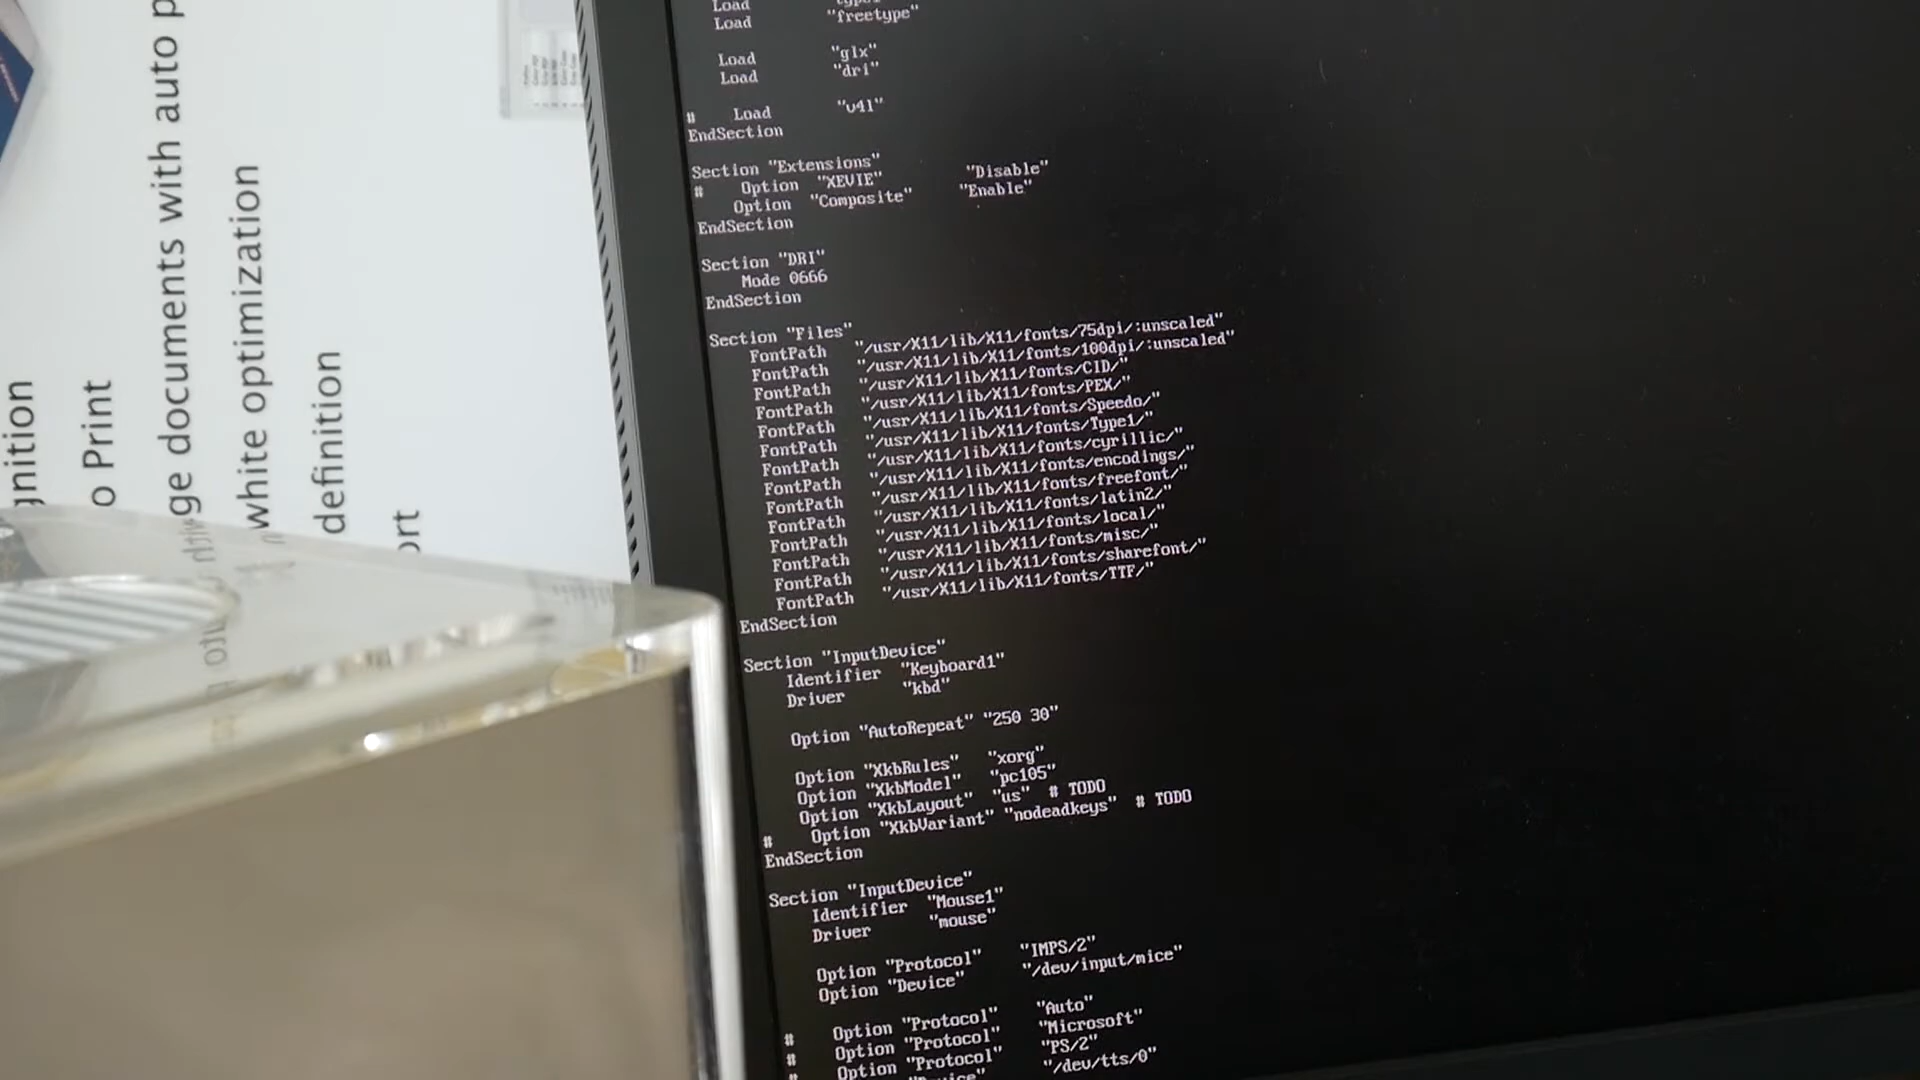 gnition
o Print
ge documents with auto p
white optimization
definition
ort
Load
Load "freetype"
Load "glx"
Load "dri"
# Load "v4l"
EndSection
Section "Extensions"
# Option "XEVIE" "Disable"
Option "Composite" "Enable"
EndSection
Section "DRI"
Mode 0666
EndSection
Section "Files"
FontPath "/usr/X11/lib/X11/fonts/75dpi/:unscaled"
FontPath "/usr/X11/lib/X11/fonts/100dpi/:unscaled"
FontPath "/usr/X11/lib/X11/fonts/CID/"
FontPath "/usr/X11/lib/X11/fonts/PEX/"
FontPath "/usr/X11/lib/X11/fonts/Speedo/"
FontPath "/usr/X11/lib/X11/fonts/Type1/"
FontPath "/usr/X11/lib/X11/fonts/cyrillic/"
FontPath "/usr/X11/lib/X11/fonts/encodings/"
FontPath "/usr/X11/lib/X11/fonts/freefont/"
FontPath "/usr/X11/lib/X11/fonts/latin2/"
FontPath "/usr/X11/lib/X11/fonts/local/"
FontPath "/usr/X11/lib/X11/fonts/misc/"
FontPath "/usr/X11/lib/X11/fonts/sharefont/"
FontPath "/usr/X11/lib/X11/fonts/TTF/"
EndSection
Section "InputDevice"
Identifier "Keyboard1"
Driver "kbd"
Option "AutoRepeat" "250 30"
Option "XkbRules" "xorg"
Option "XkbModel" "pc105"
Option "XkbLayout" "us" # TODO
# Option "XkbVariant" "nodeadkeys" # TODO
EndSection
Section "InputDevice"
Identifier "Mouse1"
Driver "mouse"
Option "Protocol" "IMPS/2"
Option "Device" "/dev/input/mice"
# Option "Protocol" "Auto"
# Option "Protocol" "Microsoft"
# Option "Protocol" "PS/2"
"/dev/tts/0"